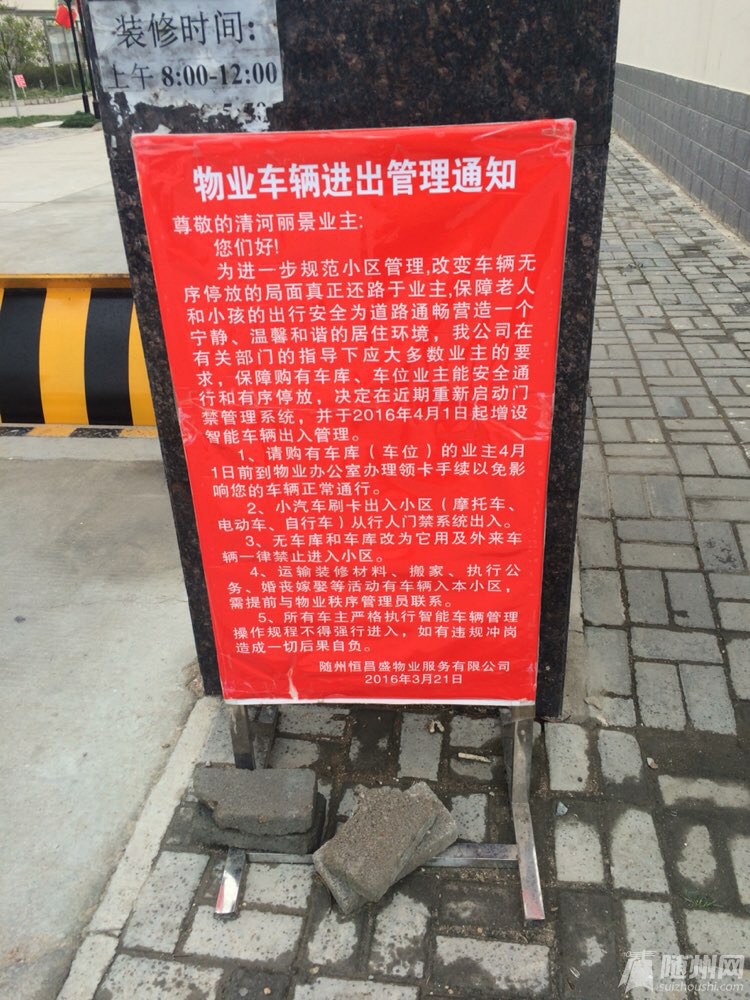 装修时间:
上午 8:00-12:00
物业车辆进出管理通知
尊敬的清河丽景业主:
您们好!
为进一步规范小区管理,改变车辆无
序停放的局面真正还路于业主,保障老人
和小孩的出行安全为道路通畅营造一个
宁静、温馨和谐的居住环境，我公司在
有关部门的指导下应大多数业主的要
求，保障购有车库、车位业主能安全通
行和有序停放，决定在近期重新启动门
禁管理系统，并于2016年4月1日起增设
智能车辆出入管理。
1、请购有车库（车位）的业主4月
1日前到物业办公室办理领卡手续以免影
响您的车辆正常通行。
2、小汽车刷卡出入小区（摩托车、
电动车、自行车）从行人门禁系统出入。
3、无车库和车库改为它用及外来车
辆一律禁止进入小区。
4、运输装修材料、搬家、执行公
务、婚丧嫁娶等活动有车辆入本小区，
需提前与物业秩序管理员联系。
5、所有车主严格执行智能车辆管理
操作规程不得强行进入，如有违规冲岗
造成一切后果自负。
随州恒昌盛物业服务有限公司
2016年3月21日
随州网
suizhoushi.com